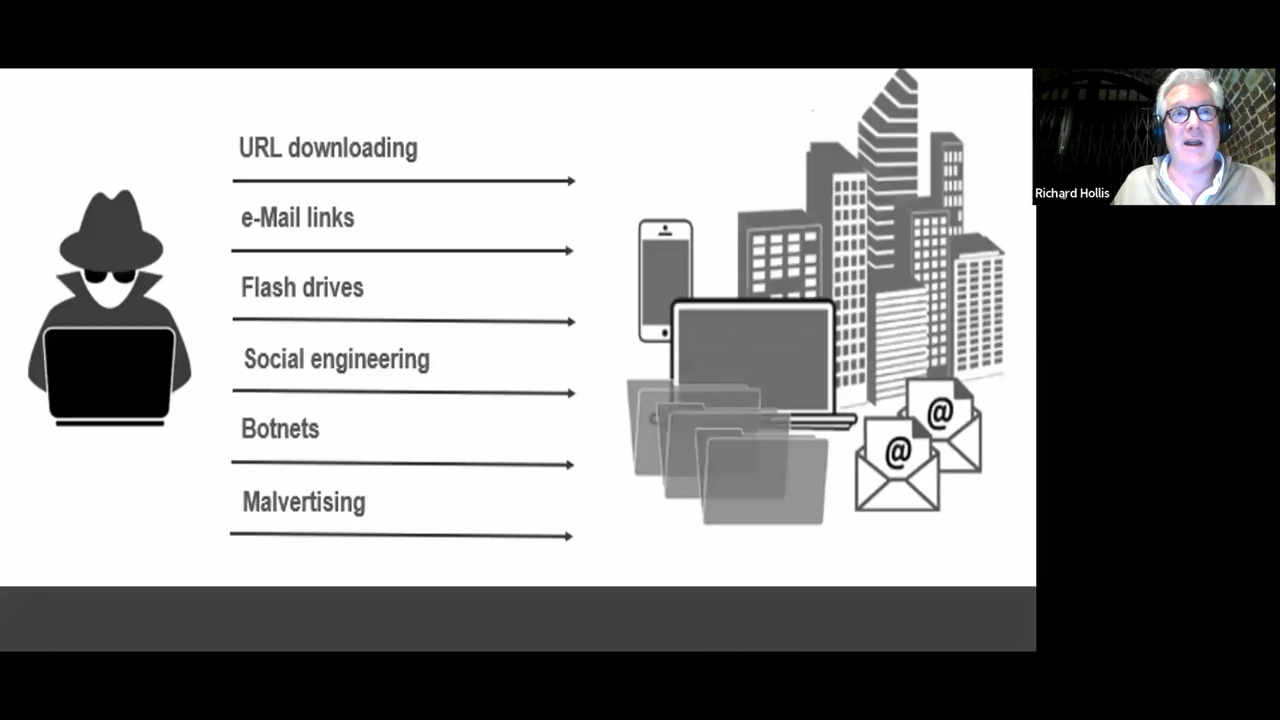 URL downloading
e-Mail links
Flash drives
Social engineering
Botnets
Malvertising
@
@
Richard Hollis